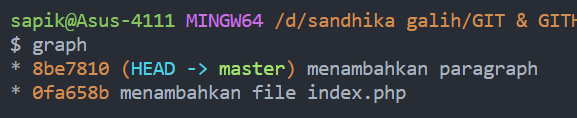 sapik@Asus-4111 MINGW64 /d/sandhika galih/GIT & GITH
$ graph
* 8be7810 (HEAD -> master) menambahkan paragraph
* 0fa658b menambahkan file index.php